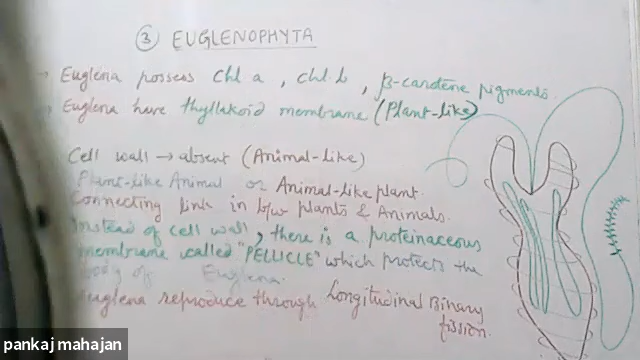 ③ EUGLENOPHYTA
→ Euglena possess chl a, chl b, β-carotene pigments.
→ Euglena have thyllakoid membrane (Plant-like)
Cell wall → absent (Animal-like)
Plant-like Animal or Animal-like plant.
Connecting link in b/w plants & Animals.
Instead of cell wall, there is a proteinaceous
membrane called "PELLICLE" which protects the
body of Euglena.
Euglena reproduce through Longitudinal Binary
fission.
pankaj mahajan